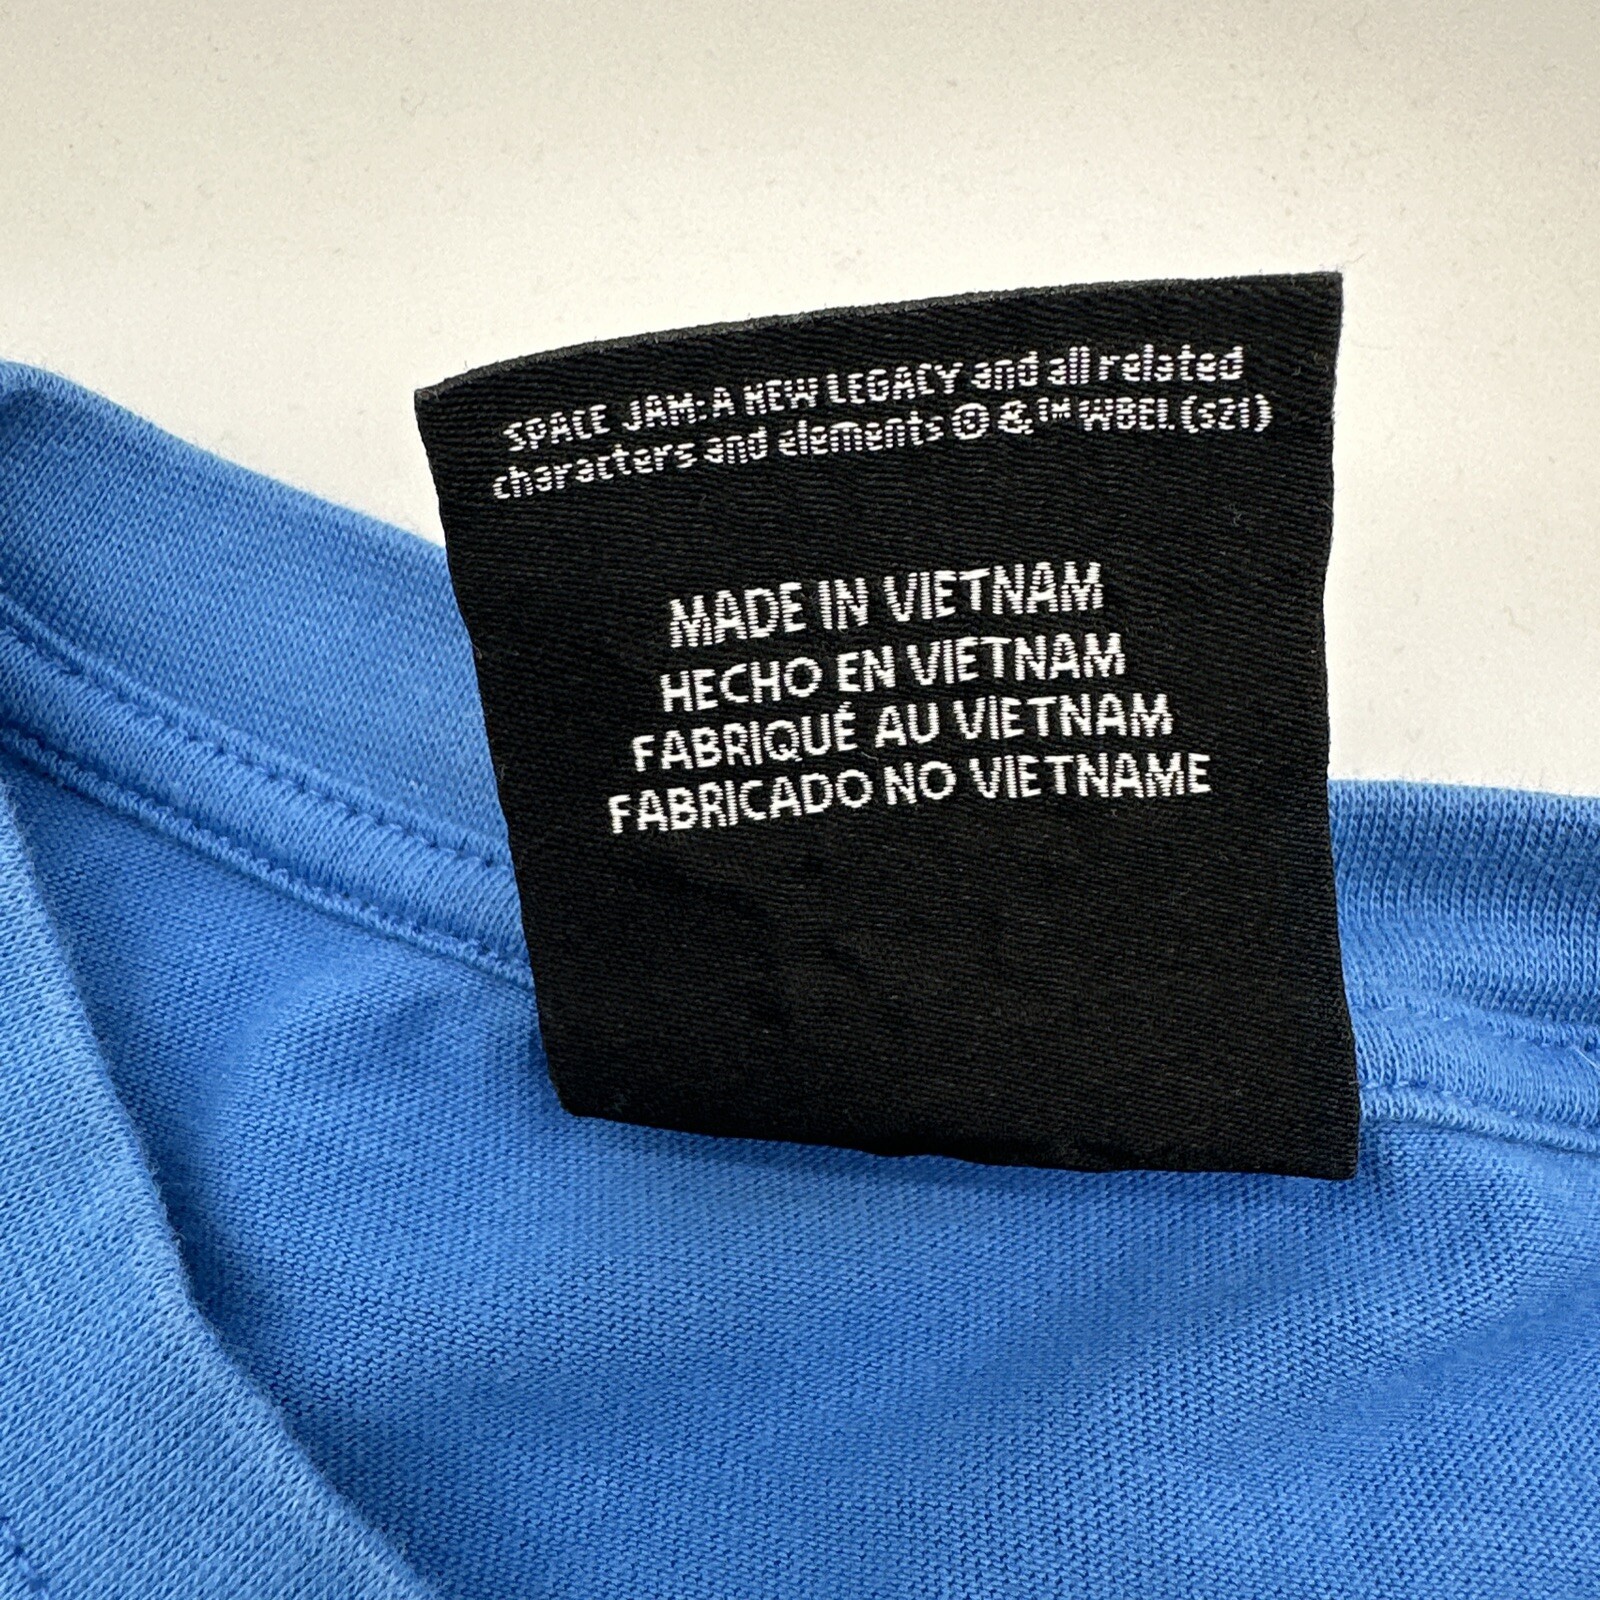 SPACE JAM: A NEW LEGACY and all related
characters and elements © & ™ WBEI. (s21)
MADE IN VIETNAM
HECHO EN VIETNAM
FABRIQUÉ AU VIETNAM
FABRICADO NO VIETNAME